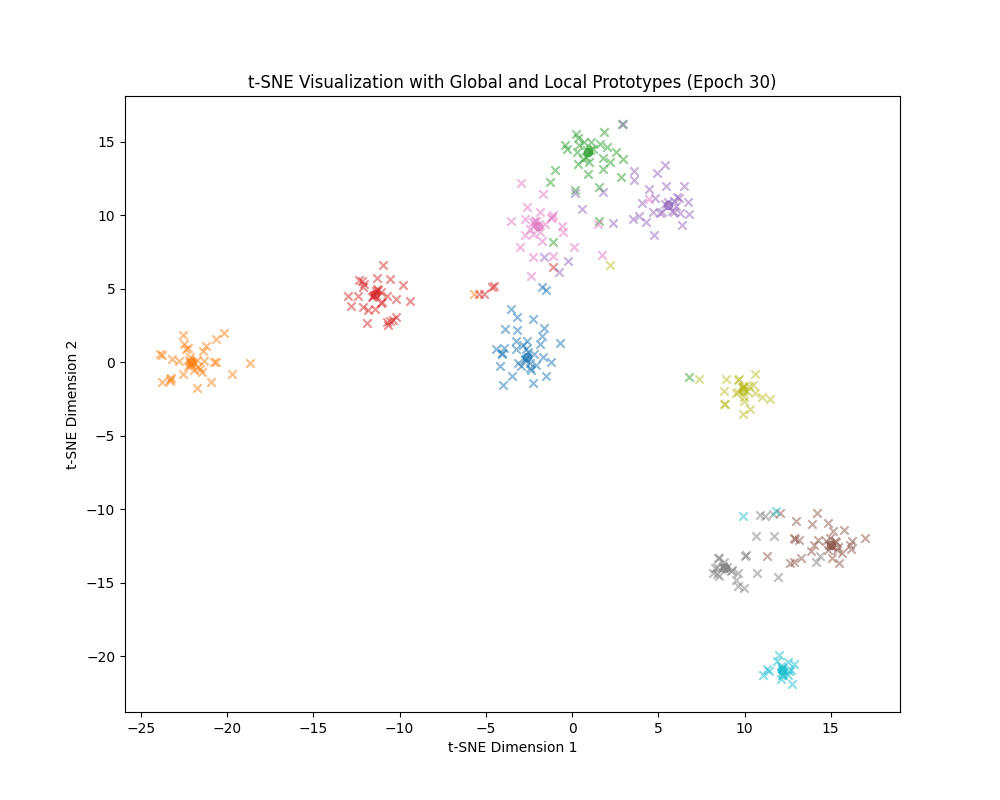 t-SNE Visualization with Global and Local Prototypes (Epoch 30)
t-SNE Dimension 2
15
10
5
0
−5
−10
−15
−20
−25 −20 −15 −10 −5 0 5 10 15
t-SNE Dimension 1